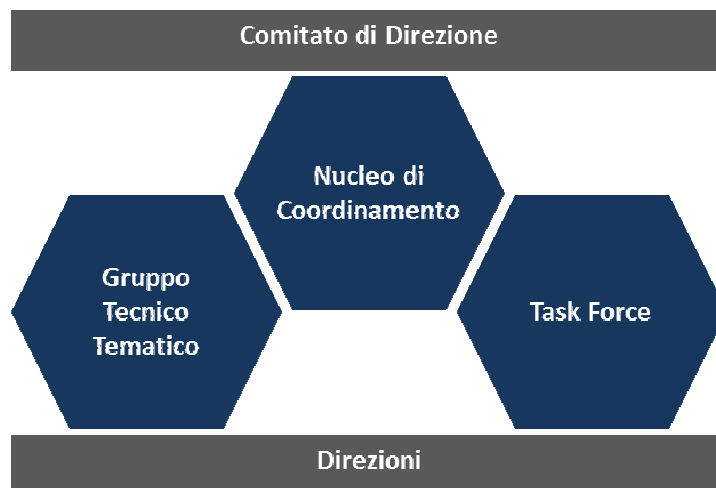 Comitato di Direzione
Nucleo di
Coordinamento
Gruppo
Tecnico
Tematico
Task Force
Direzioni